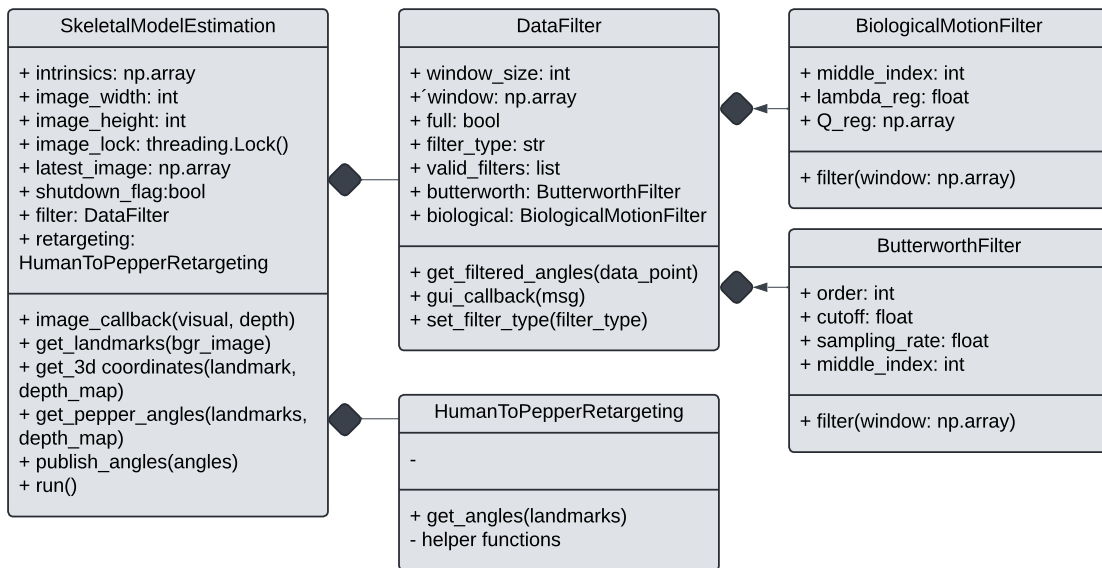 SkeletalModelEstimation
+ intrinsics: np.array
+ image_width: int
+ image_height: int
+ image_lock: threading.Lock()
+ latest_image: np.array
+ shutdown_flag:bool
+ filter: DataFilter
+ retargeting:
HumanToPepperRetargeting
+ image_callback(visual, depth)
+ get_landmarks(bgr_image)
+ get_3d coordinates(landmark,
depth_map)
+ get_pepper_angles(landmarks,
depth_map)
+ publish_angles(angles)
+ run()
DataFilter
+ window_size: int
+´window: np.array
+ full: bool
+ filter_type: str
+ valid_filters: list
+ butterworth: ButterworthFilter
+ biological: BiologicalMotionFilter
+ get_filtered_angles(data_point)
+ gui_callback(msg)
+ set_filter_type(filter_type)
HumanToPepperRetargeting
-
+ get_angles(landmarks)
- helper functions
BiologicalMotionFilter
+ middle_index: int
+ lambda_reg: float
+ Q_reg: np.array
+ filter(window: np.array)
ButterworthFilter
+ order: int
+ cutoff: float
+ sampling_rate: float
+ middle_index: int
+ filter(window: np.array)